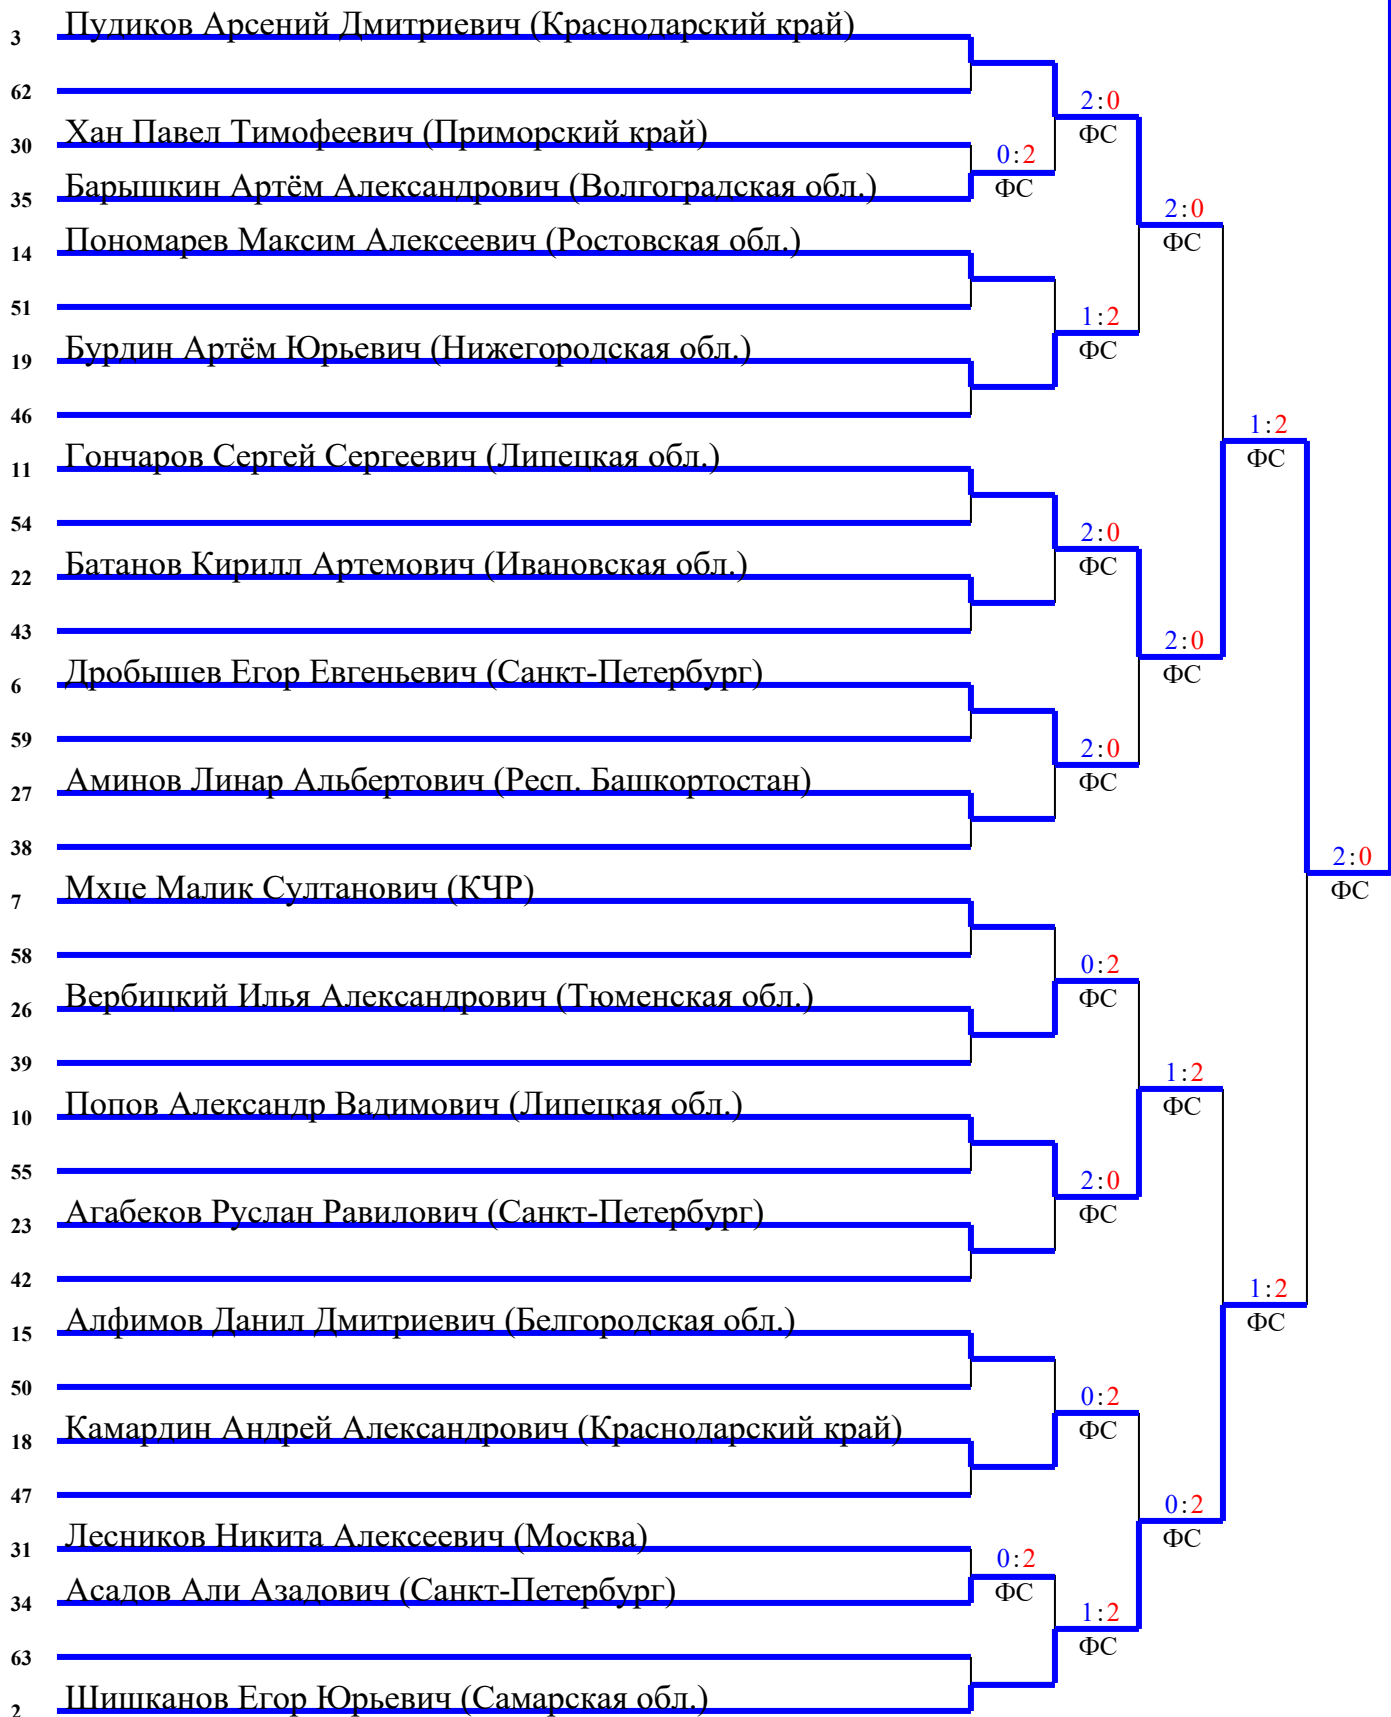 3 Пудиков Арсений Дмитриевич (Краснодарский край)
62
2:0
ФС
30 Хан Павел Тимофеевич (Приморский край)
0:2
ФС
35 Барышкин Артём Александрович (Волгоградская обл.)
2:0
ФС
14 Пономарев Максим Алексеевич (Ростовская обл.)
51
1:2
ФС
19 Бурдин Артём Юрьевич (Нижегородская обл.)
46
1:2
ФС
11 Гончаров Сергей Сергеевич (Липецкая обл.)
54
2:0
ФС
22 Батанов Кирилл Артемович (Ивановская обл.)
43
2:0
ФС
6 Дробышев Егор Евгеньевич (Санкт-Петербург)
59
2:0
ФС
27 Аминов Линар Альбертович (Респ. Башкортостан)
38
2:0
ФС
7 Мхце Малик Султанович (КЧР)
58
0:2
ФС
26 Вербицкий Илья Александрович (Тюменская обл.)
39
1:2
ФС
10 Попов Александр Вадимович (Липецкая обл.)
55
2:0
ФС
23 Агабеков Руслан Равилович (Санкт-Петербург)
42
1:2
ФС
15 Алфимов Данил Дмитриевич (Белгородская обл.)
50
0:2
ФС
18 Камардин Андрей Александрович (Краснодарский край)
47
0:2
ФС
31 Лесников Никита Алексеевич (Москва)
0:2
ФС
34 Асадов Али Азадович (Санкт-Петербург)
1:2
ФС
63
2 Шишканов Егор Юрьевич (Самарская обл.)